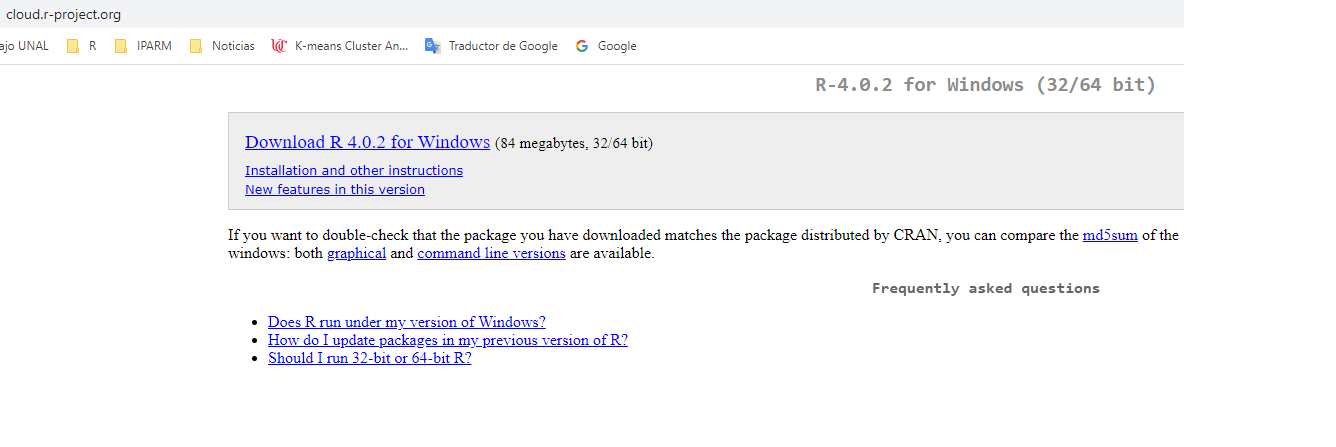 cloud.r-project.org
ajo UNAL R IPARM Noticias K-means Cluster An... Traductor de Google Google
R-4.0.2 for Windows (32/64 bit)
Download R 4.0.2 for Windows (84 megabytes, 32/64 bit)
Installation and other instructions
New features in this version
If you want to double-check that the package you have downloaded matches the package distributed by CRAN, you can compare the md5sum of the
windows: both graphical and command line versions are available.
Frequently asked questions
• Does R run under my version of Windows?
• How do I update packages in my previous version of R?
• Should I run 32-bit or 64-bit R?